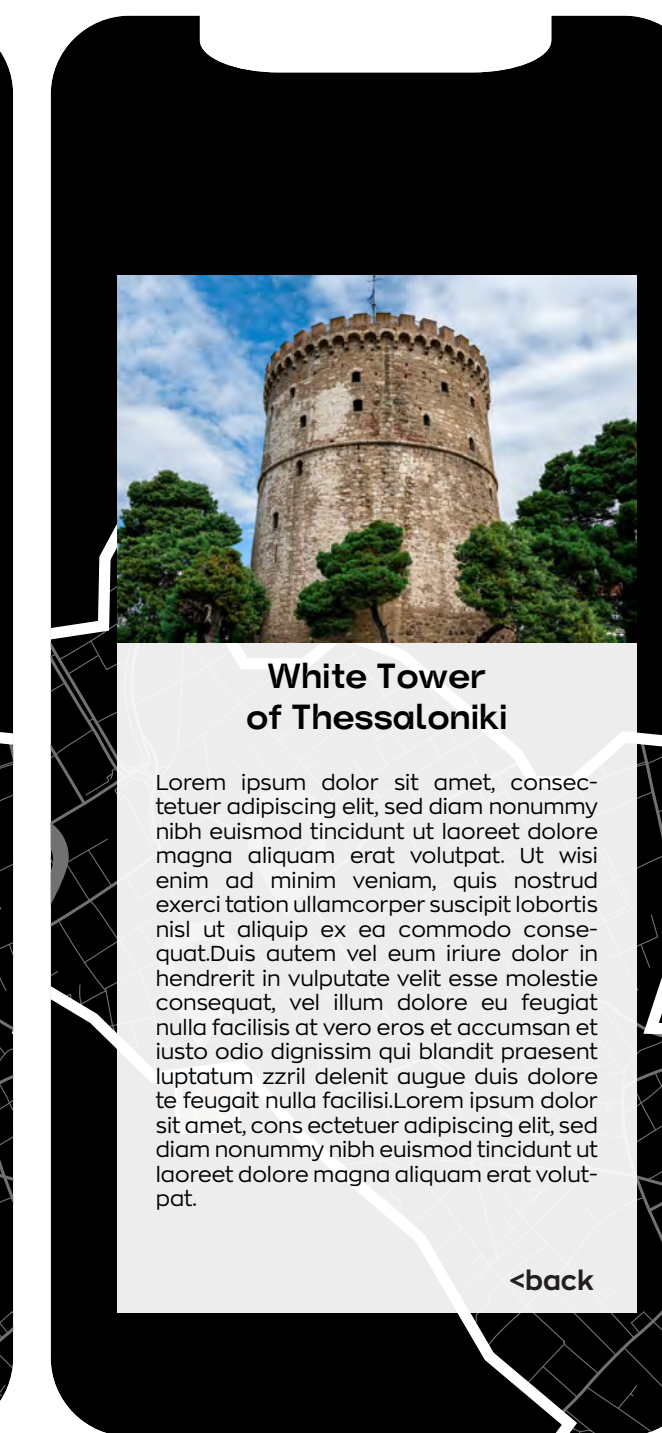 White Tower
of Thessaloniki
Lorem ipsum dolor sit amet, consec-
tetuer adipiscing elit, sed diam nonummy
nibh euismod tincidunt ut laoreet dolore
magna aliquam erat volutpat. Ut wisi
enim ad minim veniam, quis nostrud
exerci tation ullamcorper suscipit lobortis
nisl ut aliquip ex ea commodo conse-
quat.Duis autem vel eum iriure dolor in
hendrerit in vulputate velit esse molestie
consequat, vel illum dolore eu feugiat
nulla facilisis at vero eros et accumsan et
iusto odio dignissim qui blandit praesent
luptatum zzril delenit augue duis dolore
te feugait nulla facilisi.Lorem ipsum dolor
sit amet, cons ectetuer adipiscing elit, sed
diam nonummy nibh euismod tincidunt ut
laoreet dolore magna aliquam erat volut-
pat.
<back